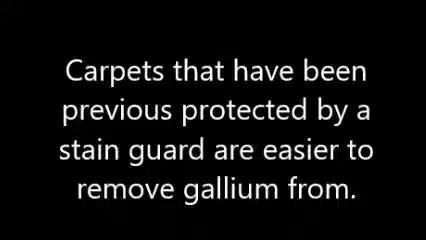 Carpets that have been
previous protected by a
stain guard are easier to
remove gallium from.